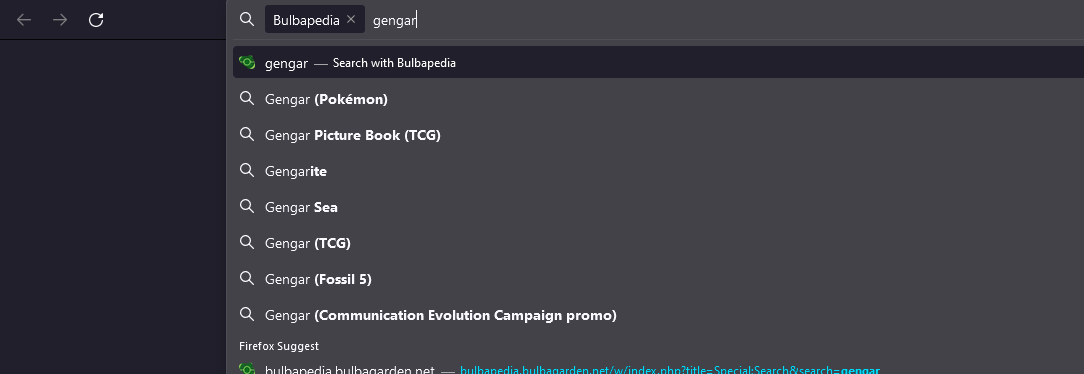 Bulbapedia × gengar
gengar — Search with Bulbapedia
Gengar (Pokémon)
Gengar Picture Book (TCG)
Gengarite
Gengar Sea
Gengar (TCG)
Gengar (Fossil 5)
Gengar (Communication Evolution Campaign promo)
Firefox Suggest
bulbapedia.bulbagarden.net — bulbapedia.bulbagarden.net/w/index.php?title=Special:Search&search=gengar